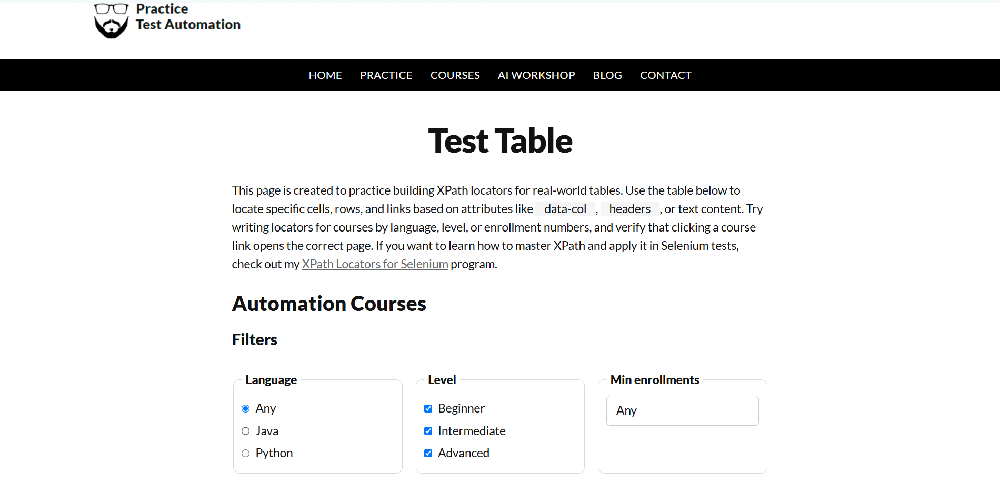 Practice
Test Automation
HOME PRACTICE COURSES AI WORKSHOP BLOG CONTACT
Test Table
This page is created to practice building XPath locators for real-world tables. Use the table below to
locate specific cells, rows, and links based on attributes like data-col , headers , or text content. Try
writing locators for courses by language, level, or enrollment numbers, and verify that clicking a course
link opens the correct page. If you want to learn how to master XPath and apply it in Selenium tests,
check out my XPath Locators for Selenium program.
Automation Courses
Filters
Language
Any
Java
Python
Level
Beginner
Intermediate
Advanced
Min enrollments
Any